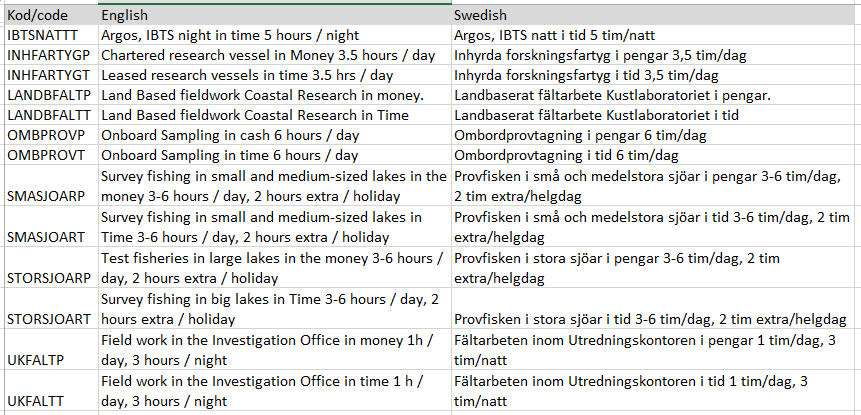 Kod/code English Swedish
IBTSNATTT Argos, IBTS night in time 5 hours / night Argos, IBTS natt i tid 5 tim/natt
INHFARTYGP Chartered research vessel in Money 3.5 hours / day Inhyrda forskningsfartyg i pengar 3,5 tim/dag
INHFARTYGT Leased research vessels in time 3.5 hrs / day Inhyrda forskningsfartyg i tid 3,5 tim/dag
LANDBFALTP Land Based fieldwork Coastal Research in money. Landbaserat fältarbete Kustlaboratoriet i pengar.
LANDBFALTT Land Based fieldwork Coastal Research in Time Landbaserat fältarbete Kustlaboratoriet i tid
OMBPROVP Onboard Sampling in cash 6 hours / day Ombordprovtagning i pengar 6 tim/dag
OMBPROVT Onboard Sampling in time 6 hours / day Ombordprovtagning i tid 6 tim/dag
Survey fishing in small and medium-sized lakes in the Provfisken i små och medelstora sjöar i pengar 3-6 tim/dag,
SMASJOARP money 3-6 hours / day, 2 hours extra / holiday 2 tim extra/helgdag
Survey fishing in small and medium-sized lakes in Provfisken i små och medelstora sjöar i tid 3-6 tim/dag, 2 tim
SMASJOART Time 3-6 hours / day, 2 hours extra / holiday extra/helgdag
Test fisheries in large lakes in the money 3-6 hours / Provfisken i stora sjöar i pengar 3-6 tim/dag, 2 tim
STORSJOARP day, 2 hours extra / holiday extra/helgdag
Survey fishing in big lakes in Time 3-6 hours / day, 2
STORSJOART hours extra / holiday Provfisken i stora sjöar i tid 3-6 tim/dag, 2 tim extra/helgdag
Field work in the Investigation Office in money 1h / Fältarbeten inom Utredningskontoren i pengar 1 tim/dag, 3
UKFALTP day, 3 hours / night tim/natt
Field work in the Investigation Office in time 1 h / Fältarbeten inom Utredningskontoren i tid 1 tim/dag, 3
UKFALTT day, 3 hours / night tim/natt